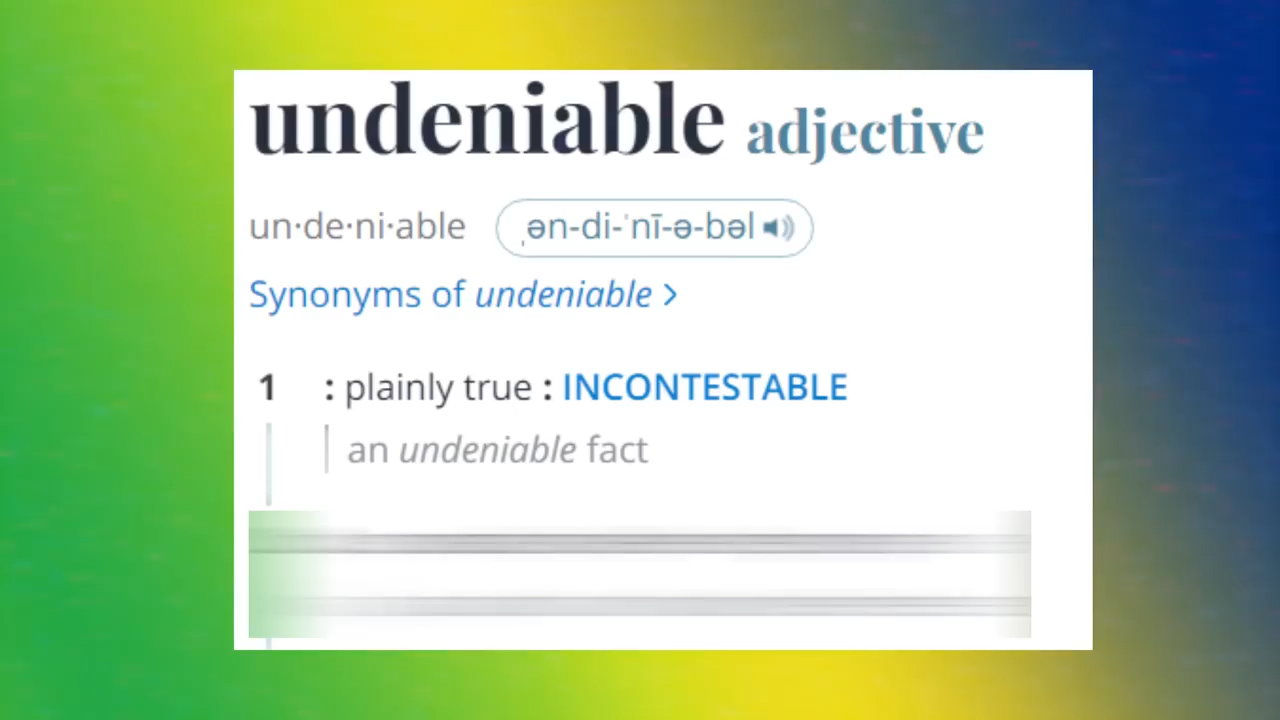 undeniable adjective
un·de·ni·able ˌən-di-ˈnī-ə-bəl
Synonyms of undeniable >
1 : plainly true : INCONTESTABLE
an undeniable fact